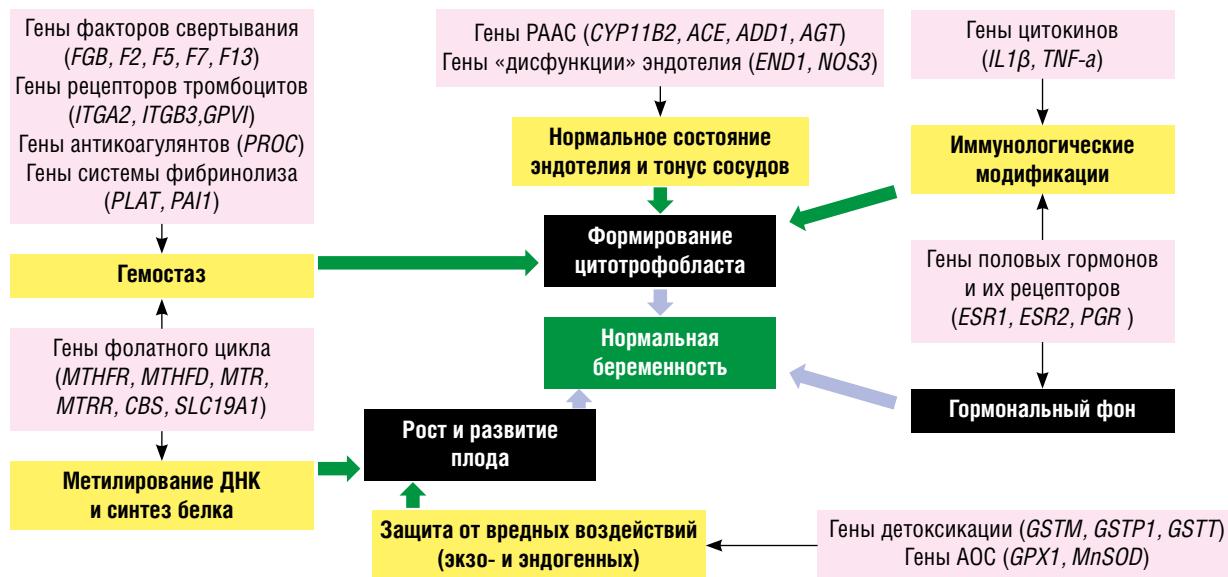 Гены факторов свертывания
(FGB, F2, F5, F7, F13)
Гены рецепторов тромбоцитов
(ITGA2, ITGB3,GPVI)
Гены антикоагулянтов (PROC)
Гены системы фибринолиза
(PLAT, PAI1)
Гемостаз
Гены фолатного цикла
(MTHFR, MTHFD, MTR,
MTRR, CBS, SLC19A1)
Метилирование ДНК
и синтез белка
Гены РААС (CYP11B2, ACE, ADD1, AGT)
Гены «дисфункции» эндотелия (END1, NOS3)
Нормальное состояние
эндотелия и тонус сосудов
Формирование
цитотрофобласта
Нормальная
беременность
Рост и развитие
плода
Защита от вредных воздействий
(экзо- и эндогенных)
Гены цитокинов
(IL1β, TNF-a)
Иммунологические
модификации
Гены половых гормонов
и их рецепторов
(ESR1, ESR2, PGR )
Гормональный фон
Гены детоксикации (GSTM, GSTP1, GSTT)
Гены АОС (GPX1, MnSOD)